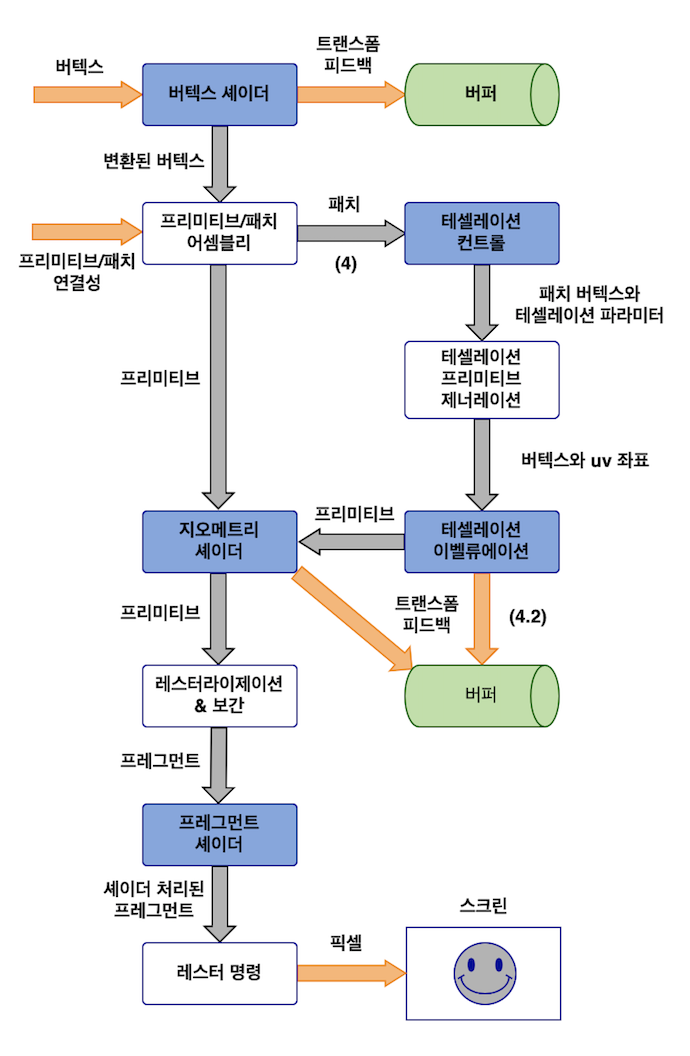 버텍스
버텍스 셰이더
트랜스폼
피드백
버퍼
변환된 버텍스
프리미티브/패치
어셈블리
패치
(4)
테셀레이션
컨트롤
프리미티브/패치
연결성
패치 버텍스와
테셀레이션 파라미터
테셀레이션
프리미티브
제너레이션
프리미티브
버텍스와 uv 좌표
지오메트리
셰이더
프리미티브
테셀레이션
이벨류에이션
프리미티브
트랜스폼
피드백
(4.2)
버퍼
레스터라이제이션
& 보간
프레그먼트
프레그먼트
셰이더
셰이더 처리된
프레그먼트
레스터 명령
픽셀
스크린